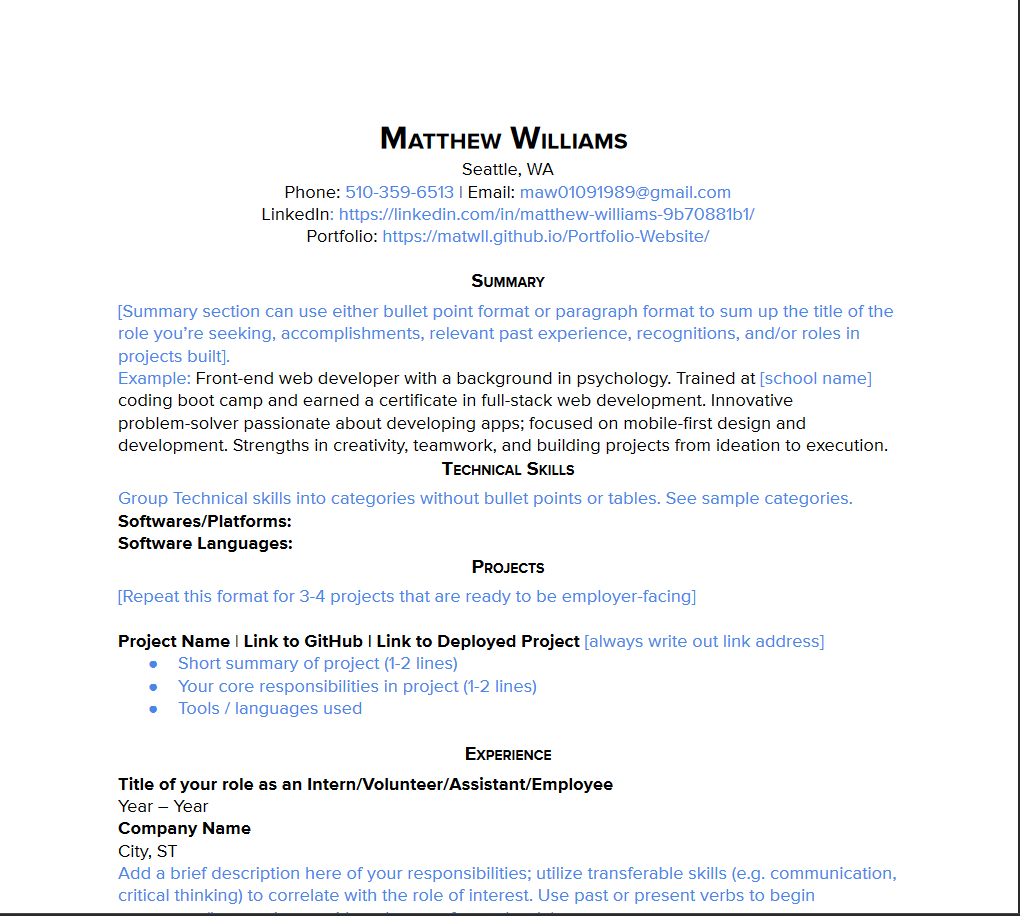 Matthew Williams
Seattle, WA
Phone: 510-359-6513 | Email: maw01091989@gmail.com
LinkedIn: https://linkedin.com/in/matthew-williams-9b70881b1/
Portfolio: https://matwll.github.io/Portfolio-Website/
Summary
[Summary section can use either bullet point format or paragraph format to sum up the title of the
role you’re seeking, accomplishments, relevant past experience, recognitions, and/or roles in
projects built].
Example: Front-end web developer with a background in psychology. Trained at [school name]
coding boot camp and earned a certificate in full-stack web development. Innovative
problem-solver passionate about developing apps; focused on mobile-first design and
development. Strengths in creativity, teamwork, and building projects from ideation to execution.
Technical Skills
Group Technical skills into categories without bullet points or tables. See sample categories.
Softwares/Platforms:
Software Languages:
Projects
[Repeat this format for 3-4 projects that are ready to be employer-facing]
Project Name | Link to GitHub | Link to Deployed Project [always write out link address]
● Short summary of project (1-2 lines)
● Your core responsibilities in project (1-2 lines)
● Tools / languages used
Experience
Title of your role as an Intern/Volunteer/Assistant/Employee
Year – Year
Company Name
City, ST
Add a brief description here of your responsibilities; utilize transferable skills (e.g. communication,
critical thinking) to correlate with the role of interest. Use past or present verbs to begin